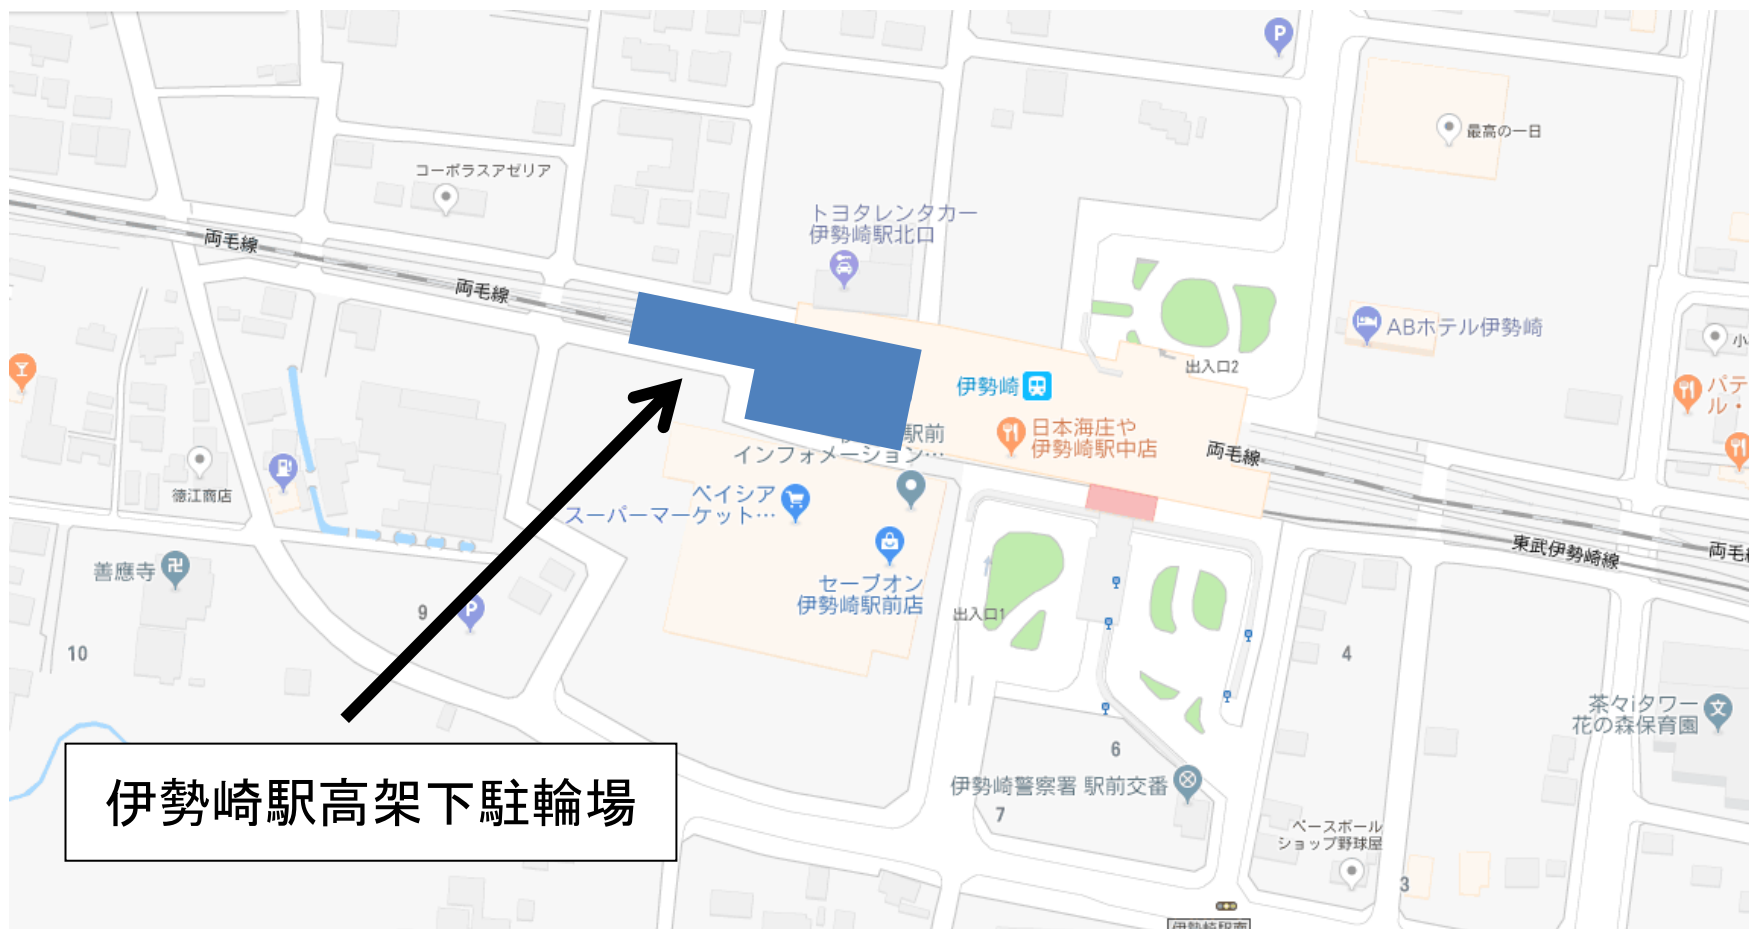 P
最高の一日
コーポラスアゼリア
トヨタレンタカー
伊勢崎駅北口
両毛線
両毛線
ABホテル伊勢崎
出入口2
伊勢崎
日本海庄や
伊勢崎駅中店
両毛線
駅前
インフォメーション…
徳江商店
ベイシア
スーパーマーケット…
東武伊勢崎線
善應寺
セーブオン
伊勢崎駅前店
9
P
出入口1
10
4
茶々iタワー
花の森保育園
文
6
伊勢崎警察署 駅前交番
7
伊勢崎駅高架下駐輪場
ベースボール
ショップ野球屋
3